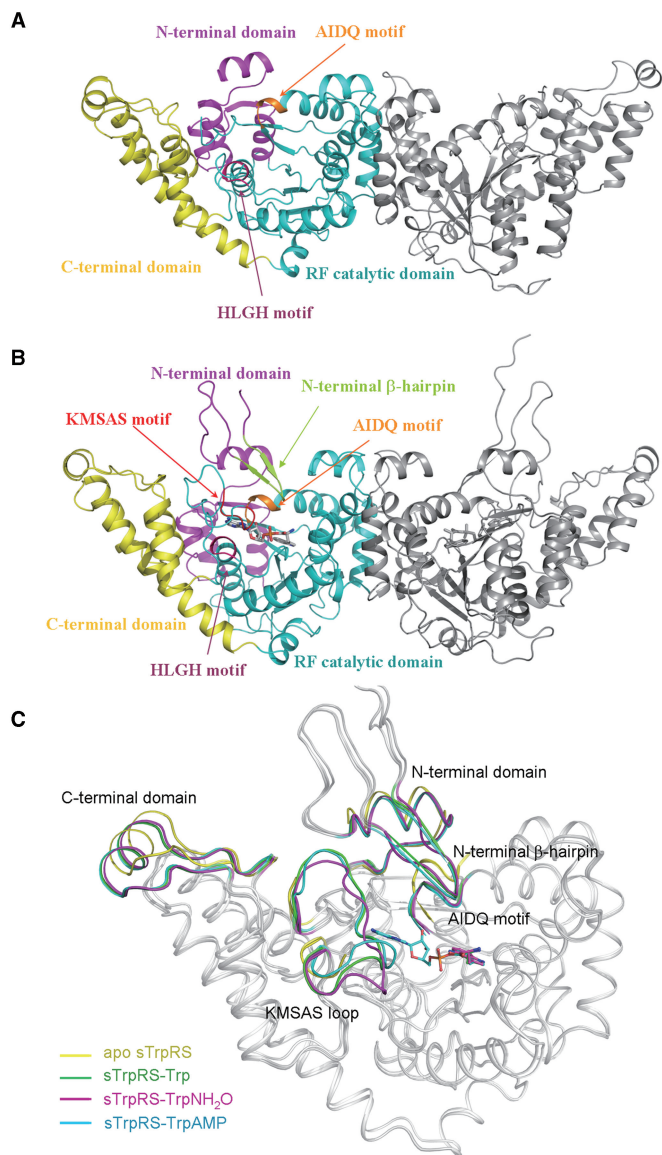 A
N-terminal domain
AIDQ motif
C-terminal domain
RF catalytic domain
HLGH motif
B
N-terminal domain
N-terminal β-hairpin
KMSAS motif
AIDQ motif
C-terminal domain
HLGH motif
RF catalytic domain
C
N-terminal domain
C-terminal domain
N-terminal β-hairpin
AIDQ motif
KMSAS loop
apo sTrpRS
sTrpRS-Trp
sTrpRS-TrpNH₂O
sTrpRS-TrpAMP